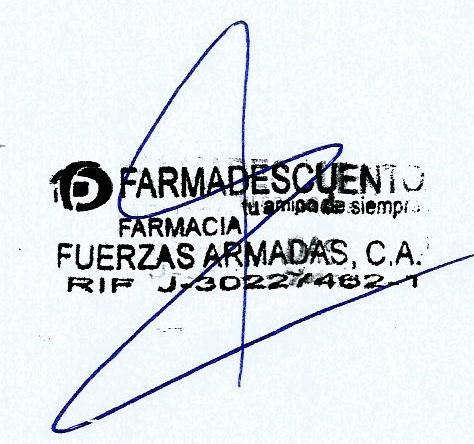 FARMADESCUENTO
tu amigo de siempre
FARMACIA
FUERZAS ARMADAS, C.A.
RIF J-30227462-1